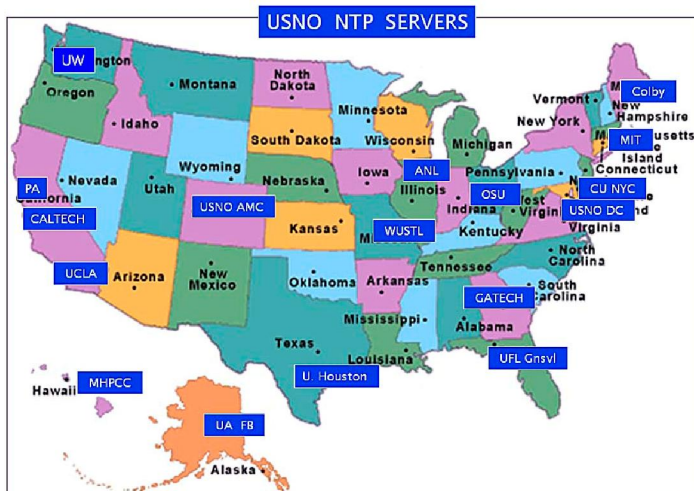 USNO NTP SERVERS
UW
ngton
Montana
North
Dakota
Minnesota
Oregon
Idaho
South Dakota
Wisconsin
Michigan
Vermont
New York
Colby
New
Hampshire
MIT
Island
Connecticut
Wyoming
Iowa
ANL
Pennsylvania
Nevada
Utah
Nebraska
Illinois
OSU
CU NYC
PA
CALTECH
USNO AMC
Indiana
Virginia
USNO DC
Virginia
Kansas
WUSTL
Kentucky
UCLA
Arizona
New
Mexico
Oklahoma
Arkansas
Tennessee
North
Carolina
South
Carolina
GATECH
Mississippi
Alabama
Texas
Louisiana
UFL Gnsvl
U. Houston
Hawaii
MHPCC
UA FB
Alaska